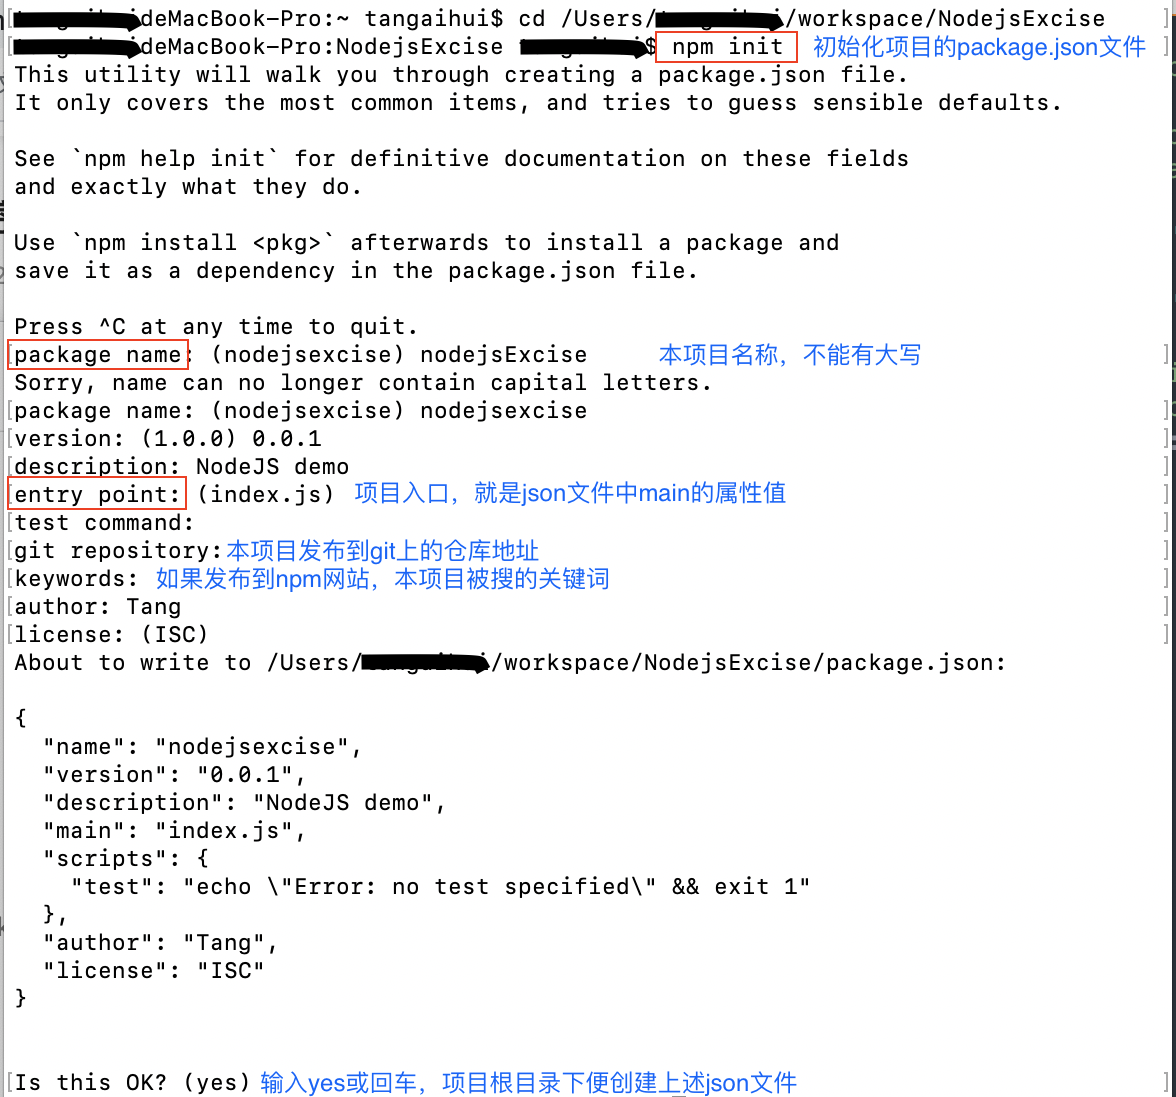 deMacBook-Pro:~ tangaihui$ cd /Users/ /workspace/NodejsExcise
deMacBook-Pro:NodejsExcise $ npm init 初始化项目的package.json文件
This utility will walk you through creating a package.json file.
It only covers the most common items, and tries to guess sensible defaults.
See `npm help init` for definitive documentation on these fields
and exactly what they do.
Use `npm install <pkg>` afterwards to install a package and
save it as a dependency in the package.json file.
Press ^C at any time to quit.
package name: (nodejsexcise) nodejsExcise 本项目名称，不能有大写
Sorry, name can no longer contain capital letters.
package name: (nodejsexcise) nodejsexcise
version: (1.0.0) 0.0.1
description: NodeJS demo
entry point: (index.js) 项目入口，就是json文件中main的属性值
test command:
git repository: 本项目发布到git上的仓库地址
keywords: 如果发布到npm网站，本项目被搜的关键词
author: Tang
license: (ISC)
About to write to /Users/ /workspace/NodejsExcise/package.json:
{
  "name": "nodejsexcise",
  "version": "0.0.1",
  "description": "NodeJS demo",
  "main": "index.js",
  "scripts": {
    "test": "echo \"Error: no test specified\" && exit 1"
  },
  "author": "Tang",
  "license": "ISC"
}
Is this OK? (yes) 输入yes或回车，项目根目录下便创建上述json文件